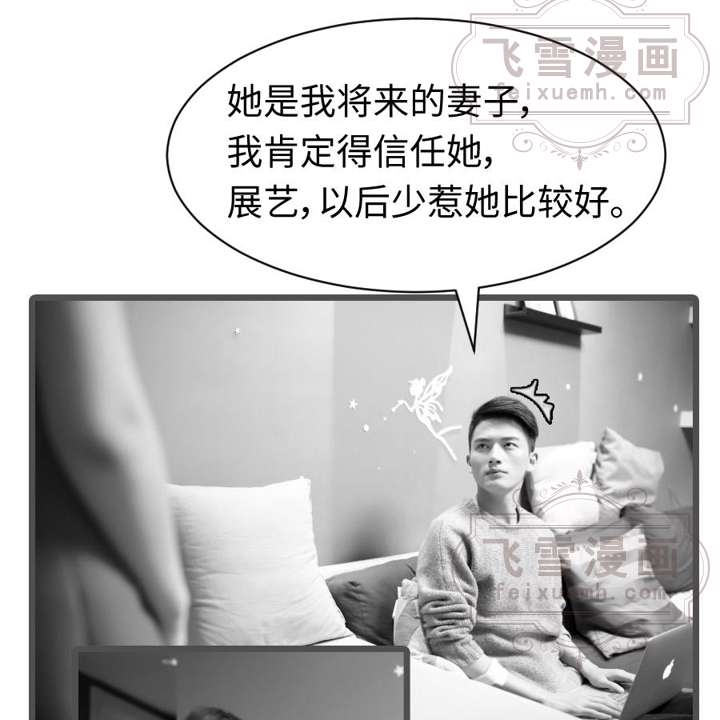 飞雪漫画
feixuemh.com
她是我将来的妻子,
我肯定得信任她,
展艺,以后少惹她比较好。
飞雪漫画
feixuemh.com